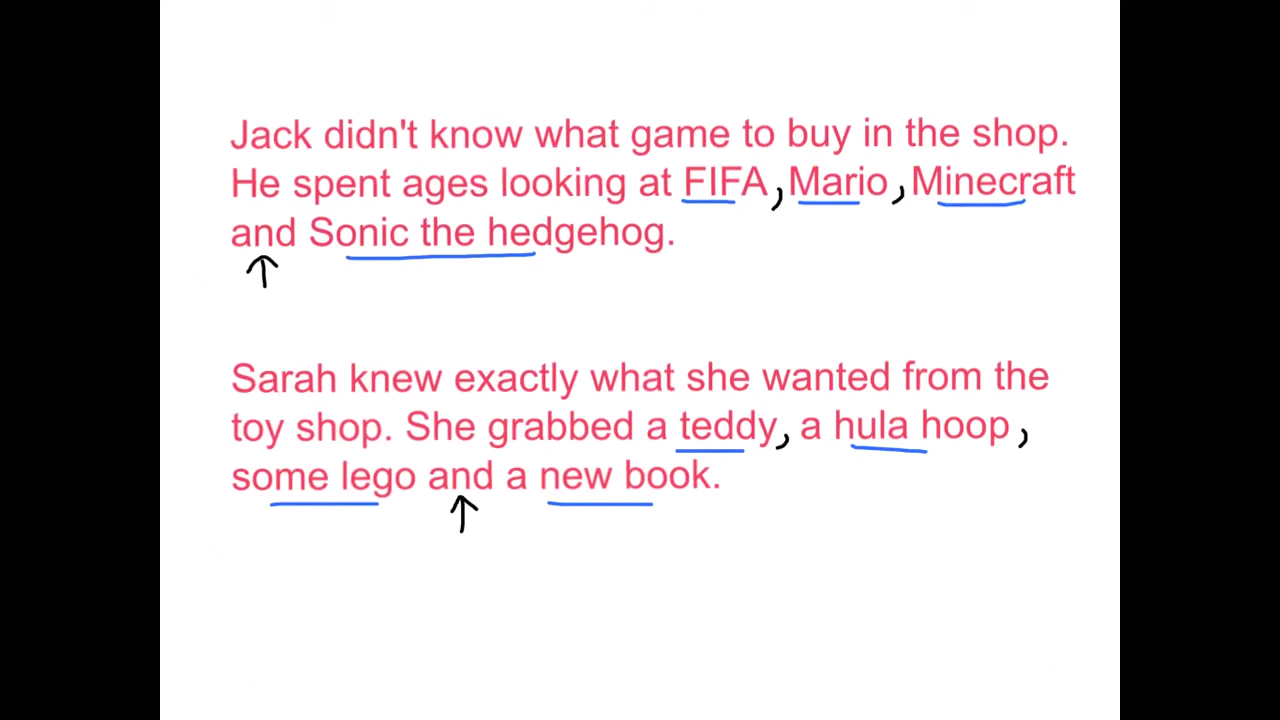 Jack didn't know what game to buy in the shop.
He spent ages looking at FIFA, Mario, Minecraft
and Sonic the hedgehog.
Sarah knew exactly what she wanted from the
toy shop. She grabbed a teddy, a hula hoop,
some lego and a new book.